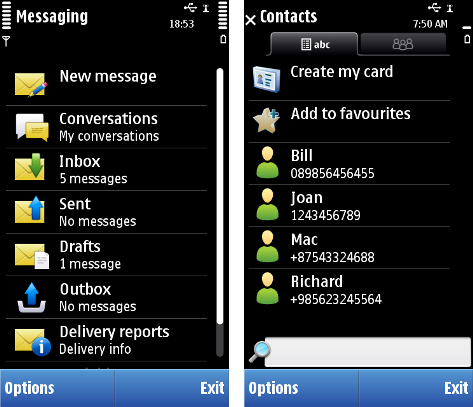 Messaging
18:53
New message
Conversations
My conversations
Inbox
5 messages
Sent
No messages
Drafts
1 message
Outbox
No messages
Delivery reports
Delivery info
Options
Exit
Contacts
7:50 AM
abc
Create my card
Add to favourites
Bill
089856456455
Joan
1243456789
Mac
+87543324688
Richard
+985623245564
Options
Exit